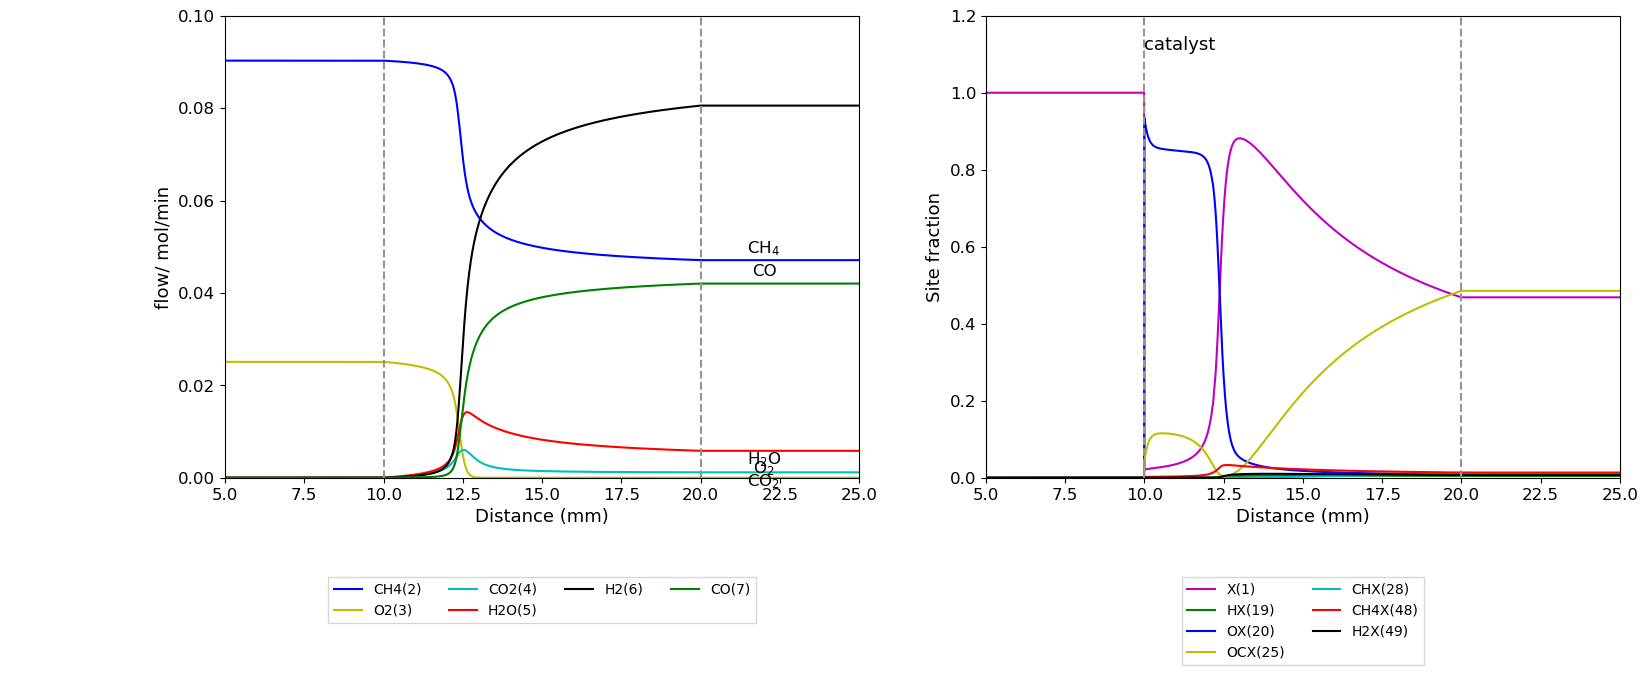 0.10
0.08
0.06
0.04
0.02
0.00
flow/ mol/min
CH₄
CO
H₂O
O₂
CO₂
5.0 7.5 10.0 12.5 15.0 17.5 20.0 22.5 25.0
Distance (mm)
CH4(2) CO2(4) H2(6) CO(7)
O2(3) H2O(5)
1.2
1.0
0.8
0.6
0.4
0.2
0.0
Site fraction
catalyst
5.0 7.5 10.0 12.5 15.0 17.5 20.0 22.5 25.0
Distance (mm)
X(1) CHX(28)
HX(19) CH4X(48)
OX(20) H2X(49)
OCX(25)